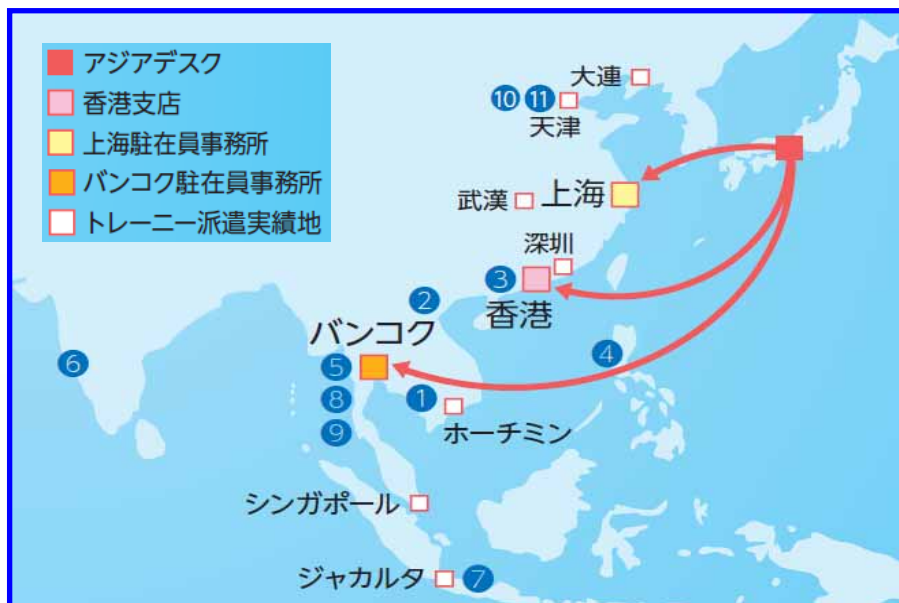 アジアデスク
香港支店
上海駐在員事務所
バンコク駐在員事務所
トレーニー派遣実績地
大連
⑩ ⑪
天津
武漢
上海
深圳
③
香港
②
バンコク
④
⑥
⑤
⑧
①
⑨
ホーチミン
シンガポール
ジャカルタ ⑦